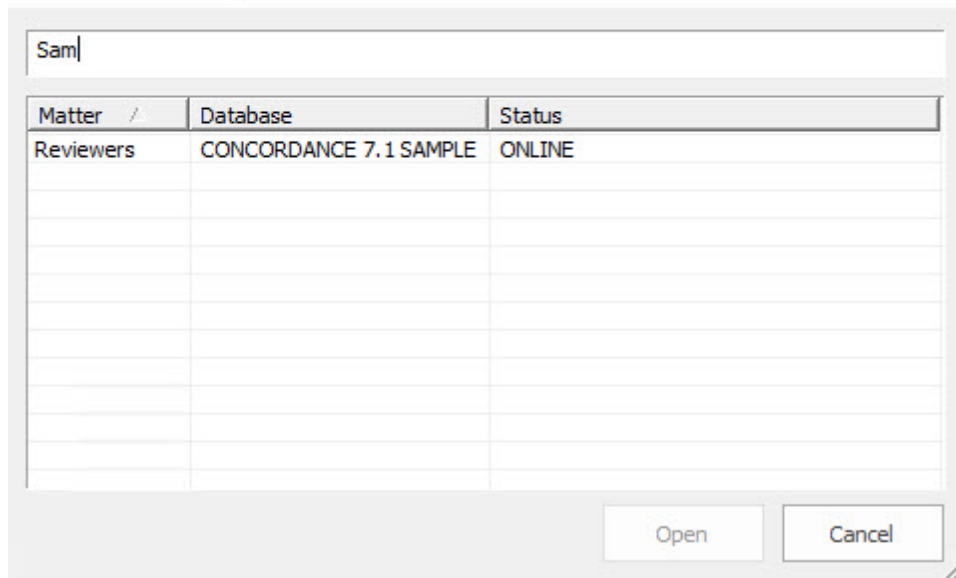 Sam
Matter Database Status
Reviewers CONCORDANCE 7.1 SAMPLE ONLINE
Open Cancel